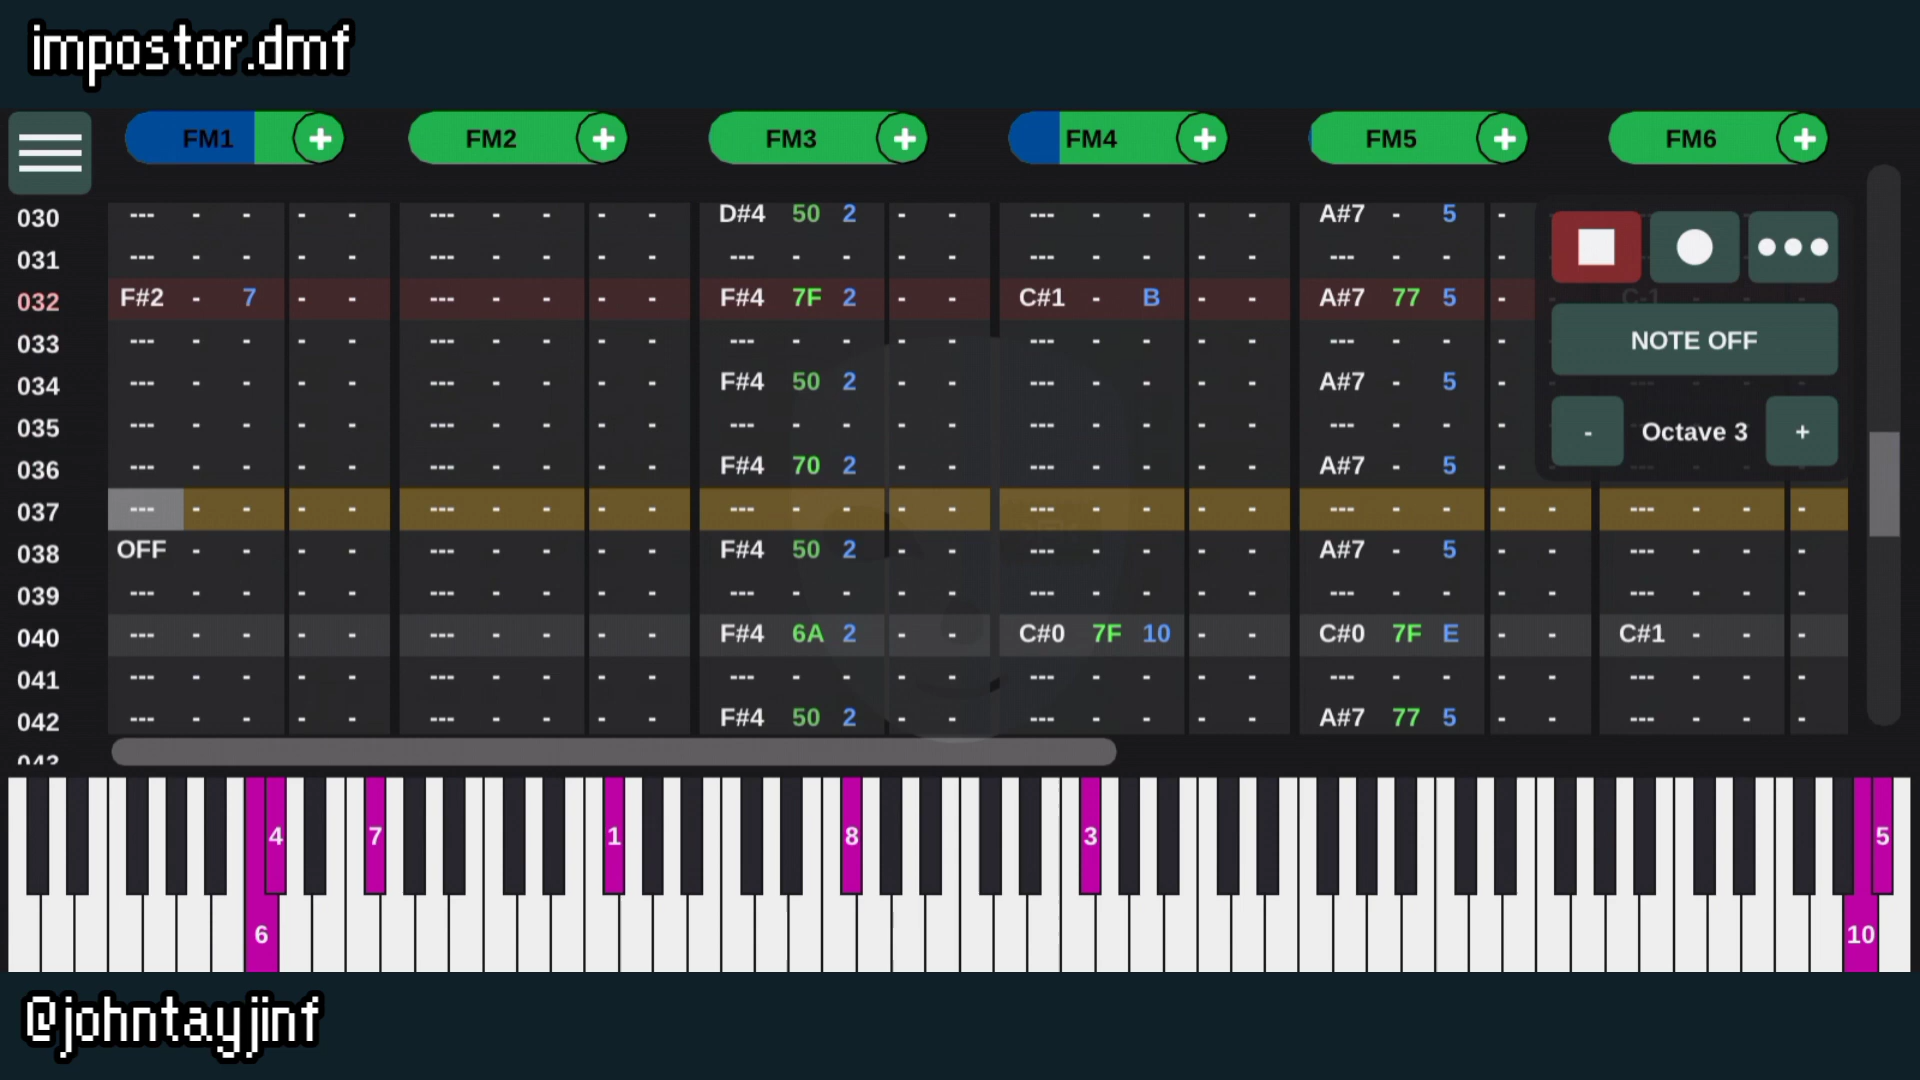 impostor.dmf
FM1 + FM2 + FM3 + FM4 + FM5 + FM6 +
030 --- - - - - --- - - - - D#4 50 2 - - --- - - - - A#7 - 5 -
031 --- - - - - --- - - - - --- - - - - --- - - - - --- - - -
032 F#2 - 7 - - --- - - - - F#4 7F 2 - - C#1 - B - - A#7 77 5 - C-1
033 --- - - - - --- - - - - --- - - - - --- - - - - --- - - -
NOTE OFF
034 --- - - - - --- - - - - F#4 50 2 - - --- - - - - A#7 - 5 -
035 --- - - - - --- - - - - --- - - - - --- - - - - --- - - -
- Octave 3 +
036 --- - - - - --- - - - - F#4 70 2 - - --- - - - - A#7 - 5 -
037 --- - - - - --- - - - - --- - - - - --- - - - - --- - - - - --- - - -
038 OFF - - - - --- - - - - F#4 50 2 - - --- - - - - A#7 - 5 - - --- - - -
039 --- - - - - --- - - - - --- - - - - --- - - - - --- - - - - --- - - -
040 --- - - - - --- - - - - F#4 6A 2 - - C#0 7F 10 - - C#0 7F E - - C#1 - - -
041 --- - - - - --- - - - - --- - - - - --- - - - - --- - - - - --- - - -
042 --- - - - - --- - - - - F#4 50 2 - - --- - - - - A#7 77 5 - - --- - - -
4 7 1 8 3 5
6 10
@johntayjinf